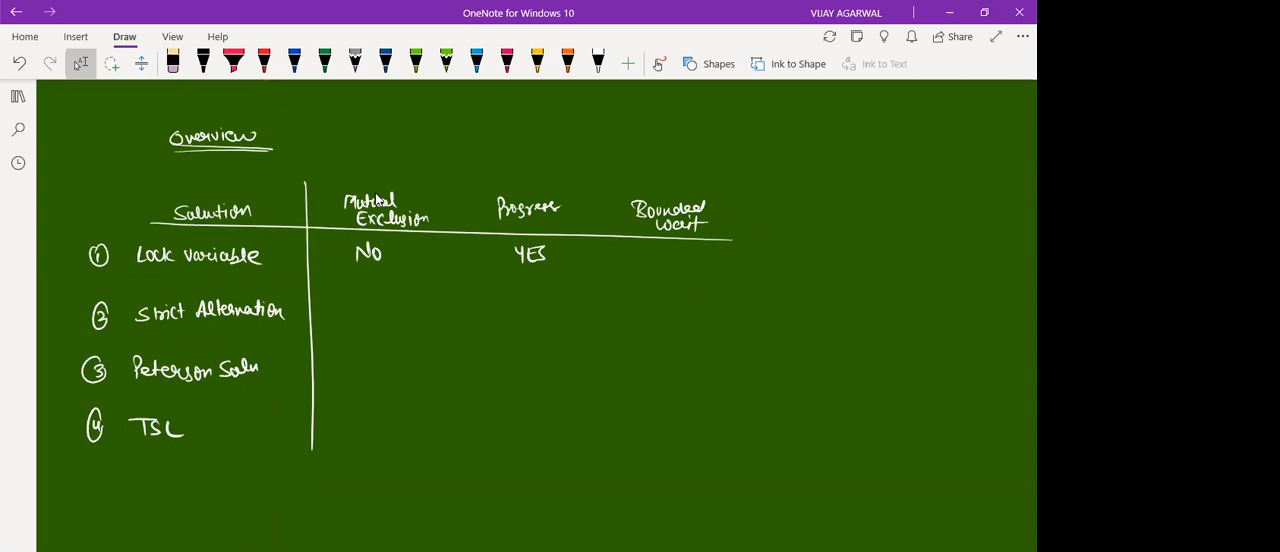 OneNote for Windows 10
VIJAY AGARWAL
Home Insert Draw View Help
Share
Shapes Ink to Shape Ink to Text
Overview
Solution Mutual Exclusion Progress Bounded wait
1 Lock variable NO YES
2 Strict Alternation
3 Peterson Soln
4 TSL